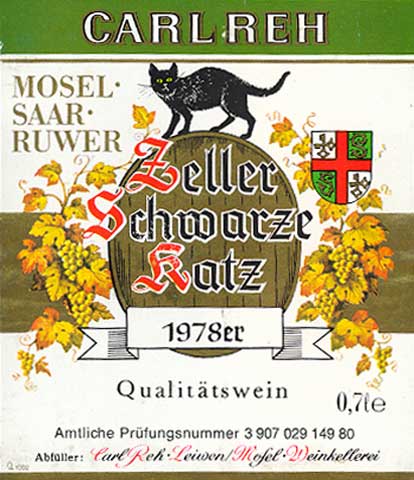 CARL REH
MOSEL·
SAAR·
RUWER
Zeller
Schwarze
Katz
1978er
Qualitätswein
0,7l e
Amtliche Prüfungsnummer 3 907 029 149 80
Abfüller: Carl Reh · Leiwen/Mosel · Weinkellerei